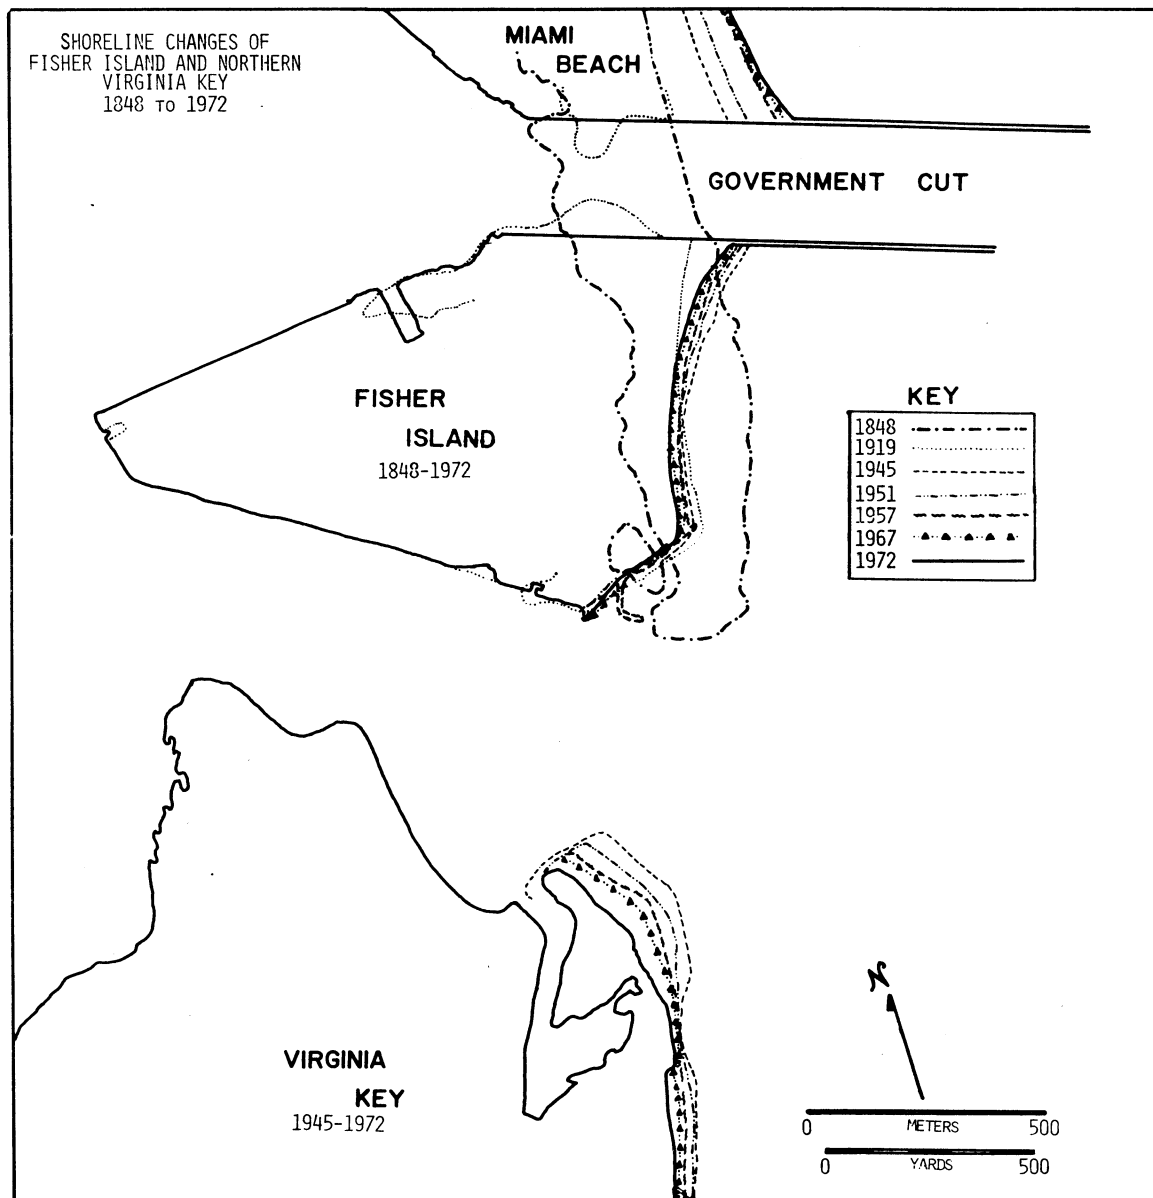 SHORELINE CHANGES OF
FISHER ISLAND AND NORTHERN
VIRGINIA KEY
1848 TO 1972
MIAMI
BEACH
GOVERNMENT CUT
FISHER
ISLAND
1848-1972
KEY
1848
1919
1945
1951
1957
1967
1972
VIRGINIA
KEY
1945-1972
N
0 METERS 500
0 YARDS 500